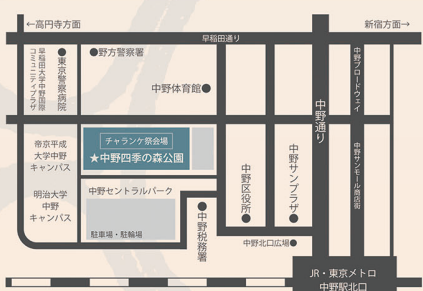 ←高円寺方面
新宿方面→
早稲田通り
早稲田大学中野国際
コミュニティプラザ
●東京警察病院
●野方警察署
中野体育館●
中野通り
中野ブロードウェイ
チャランケ祭会場
★中野四季の森公園
帝京平成
大学中野
キャンパス
中野区役所●
中野サンプラザ●
中野サンモール商店街
明治大学
中野
キャンパス
中野セントラルパーク
駐車場・駐輪場
●中野税務署
中野北口広場●
JR・東京メトロ
中野駅北口